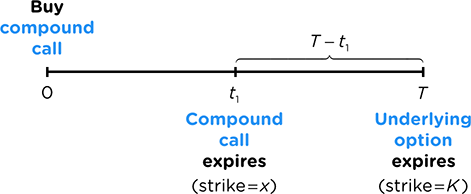 Buy
compound
call
T – t₁
0
t₁
T
Compound
call
expires
(strike=x)
Underlying
option
expires
(strike=K)